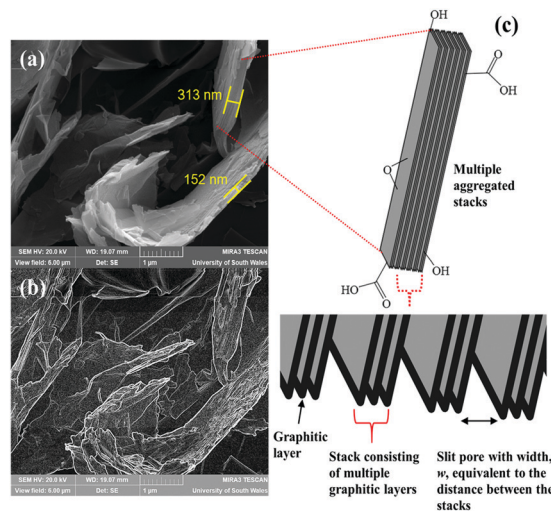 (a)
313 nm
152 nm
SEM HV: 20.0 kV
WD: 19.07 mm
MIRA3 TESCAN
View field: 6.00 µm
Det: SE
1 µm
University of South Wales
(b)
SEM HV: 20.0 kV
WD: 19.07 mm
MIRA3 TESCAN
View field: 6.00 µm
Det: SE
1 µm
University of South Wales
(c)
OH
O
OH
O
Multiple
aggregated
stacks
OH
HO
O
Graphitic
layer
Stack consisting
of multiple
graphitic layers
Slit pore with width,
w, equivalent to the
distance between the
stacks